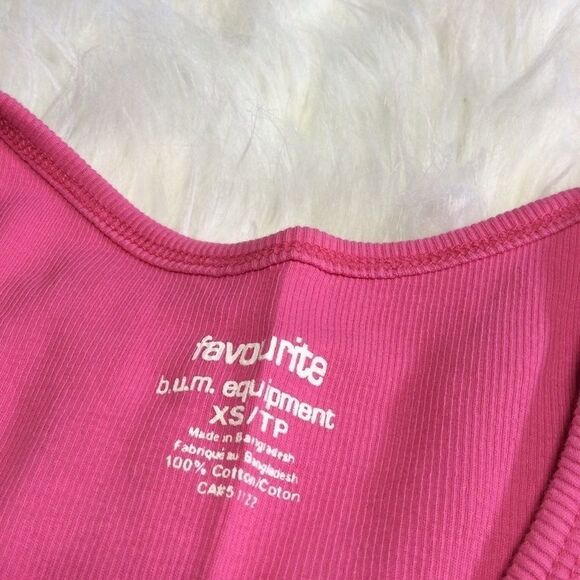 favourite
b.u.m. equipment
XS/TP
Made in Bangladesh
Fabriqué au Bangladesh
100% Cotton/Coton